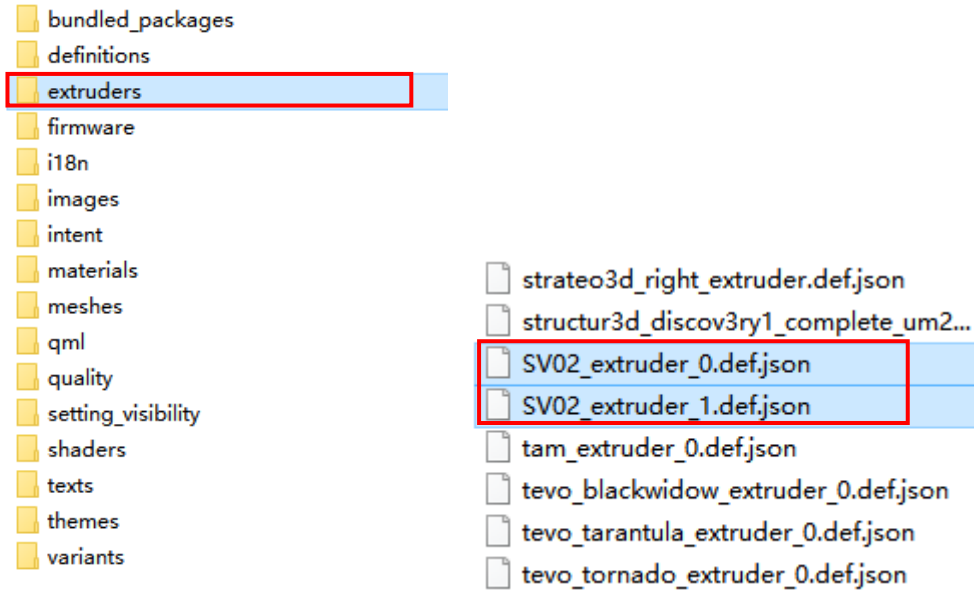 bundled_packages
definitions
extruders
firmware
i18n
images
intent
materials
meshes
qml
quality
setting_visibility
shaders
texts
themes
variants
strateo3d_right_extruder.def.json
structur3d_discov3ry1_complete_um2...
SV02_extruder_0.def.json
SV02_extruder_1.def.json
tam_extruder_0.def.json
tevo_blackwidow_extruder_0.def.json
tevo_tarantula_extruder_0.def.json
tevo_tornado_extruder_0.def.json